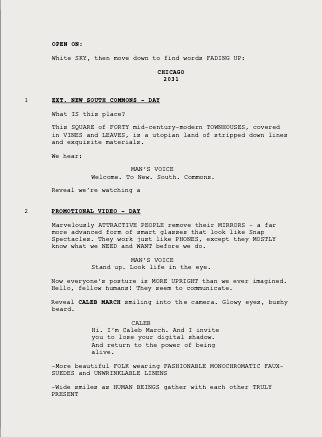 OPEN ON:
White SKY, then move down to find words FADING UP:
CHICAGO
2031
1 EXT. NEW SOUTH COMMONS - DAY
What IS this place?
This SQUARE of FORTY mid-century-modern TOWNHOUSES, covered
in VINES and LEAVES, is a utopian land of stripped down lines
and exquisite materials.
We hear:
MAN'S VOICE
Welcome. To New. South. Commons.
Reveal we're watching a
2 PROMOTIONAL VIDEO - DAY
Marvelously ATTRACTIVE PEOPLE remove their MIRRORS - a far
more advanced form of smart glasses that look like Snap
Spectacles. They work just like PHONES, except they MOSTLY
know what we NEED and WANT before we do.
MAN'S VOICE
Stand up. Look life in the eye.
Now everyone's posture is MORE UPRIGHT than we ever imagined.
Hello, fellow humans! They seem to communicate.
Reveal CALEB MARCH smiling into the camera. Glowy eyes, bushy
beard.
CALEB
Hi. I'm Caleb March. And I invite
you to lose your digital shadow.
And return to the power of being
alive.
-More beautiful FOLK wearing FASHIONABLE MONOCHROMATIC FAUX-
SUEDES and UNWRINKLABLE LINENS
-Wide smiles as HUMAN BEINGS gather with each other TRULY
PRESENT